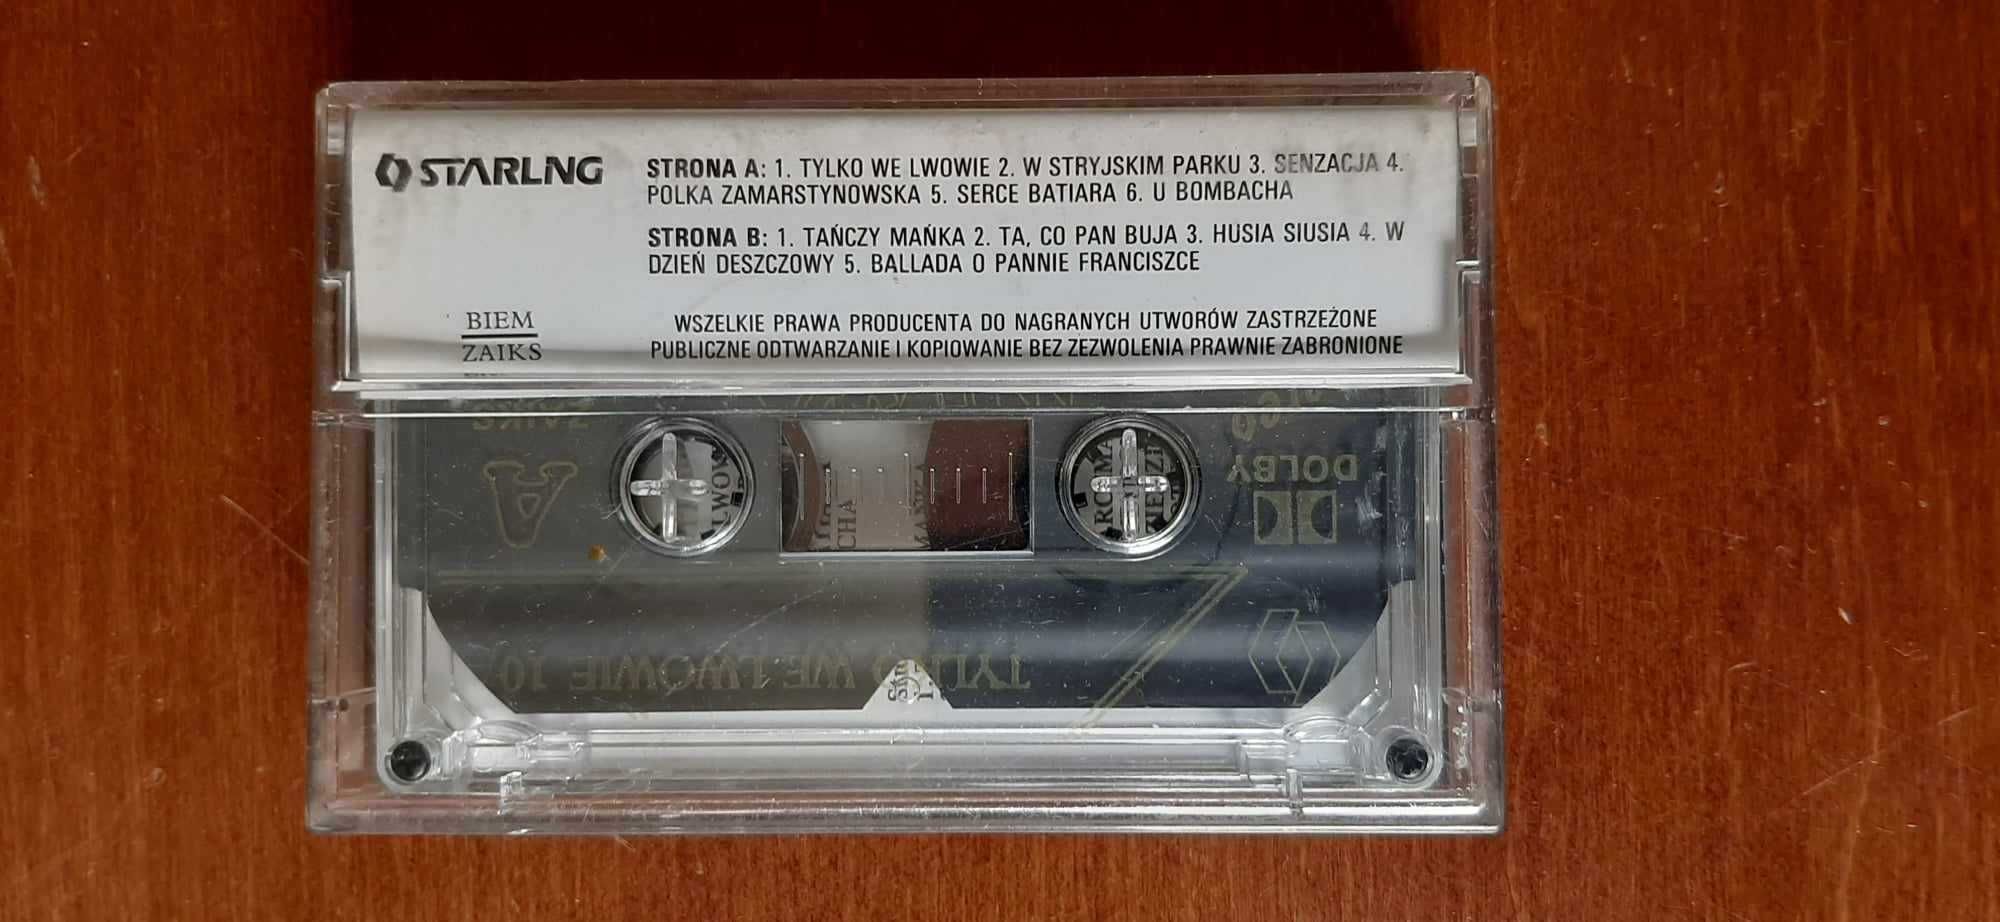 STARLING
STRONA A: 1. TYLKO WE LWOWIE 2. W STRYJSKIM PARKU 3. SENZACJA 4.
POLKA ZAMARSTYNOWSKA 5. SERCE BATIARA 6. U BOMBACHA
STRONA B: 1. TAŃCZY MAŃKA 2. TA, CO PAN BUJA 3. HUSIA SIUSIA 4. W
DZIEŃ DESZCZOWY 5. BALLADA O PANNIE FRANCISZCE
BIEM
ZAIKS
WSZELKIE PRAWA PRODUCENTA DO NAGRANYCH UTWORÓW ZASTRZEŻONE
PUBLICZNE ODTWARZANIE I KOPIOWANIE BEZ ZEZWOLENIA PRAWNIE ZABRONIONE
ZAIKS
A
DOLBY
TYLKO WE LWOWIE 10